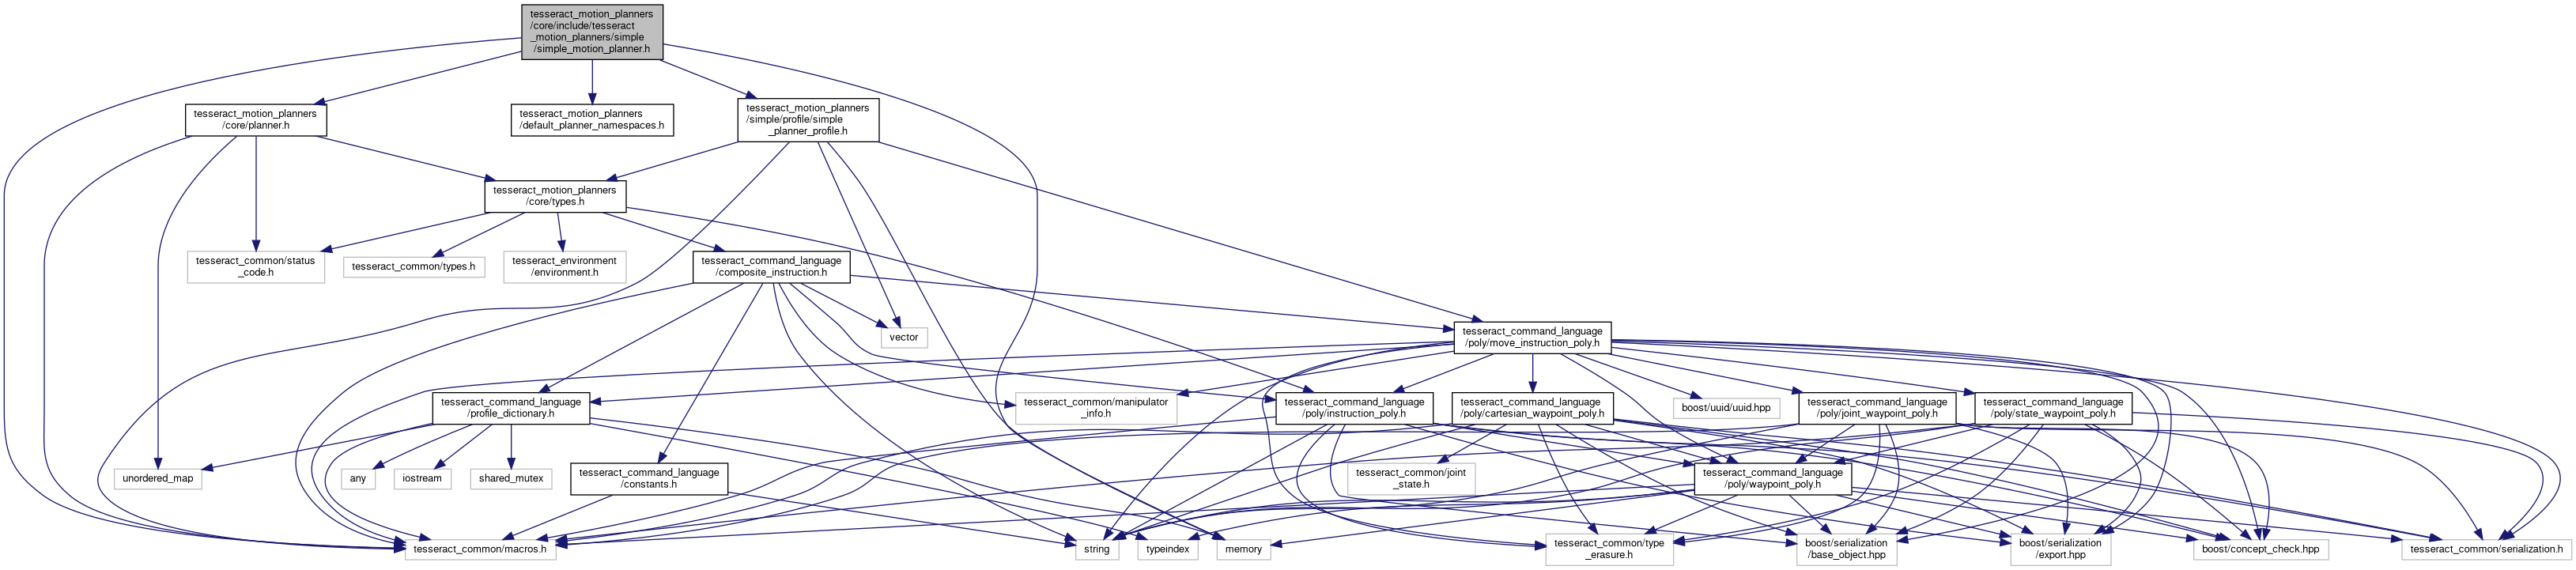 tesseract_motion_planners
/core/include/tesseract
_motion_planners/simple
/simple_motion_planner.h
tesseract_motion_planners
/core/planner.h
tesseract_motion_planners
/default_planner_namespaces.h
tesseract_motion_planners
/simple/profile/simple
_planner_profile.h
tesseract_motion_planners
/core/types.h
tesseract_common/status
_code.h
tesseract_common/types.h
tesseract_environment
/environment.h
tesseract_command_language
/composite_instruction.h
vector
tesseract_command_language
/poly/move_instruction_poly.h
tesseract_command_language
/profile_dictionary.h
tesseract_common/manipulator
_info.h
tesseract_command_language
/poly/instruction_poly.h
tesseract_command_language
/poly/cartesian_waypoint_poly.h
boost/uuid/uuid.hpp
tesseract_command_language
/poly/joint_waypoint_poly.h
tesseract_command_language
/poly/state_waypoint_poly.h
unordered_map
any
iostream
shared_mutex
tesseract_command_language
/constants.h
tesseract_common/joint
_state.h
tesseract_command_language
/poly/waypoint_poly.h
tesseract_common/macros.h
string
typeindex
memory
tesseract_common/type
_erasure.h
boost/serialization
/base_object.hpp
boost/serialization
/export.hpp
boost/concept_check.hpp
tesseract_common/serialization.h